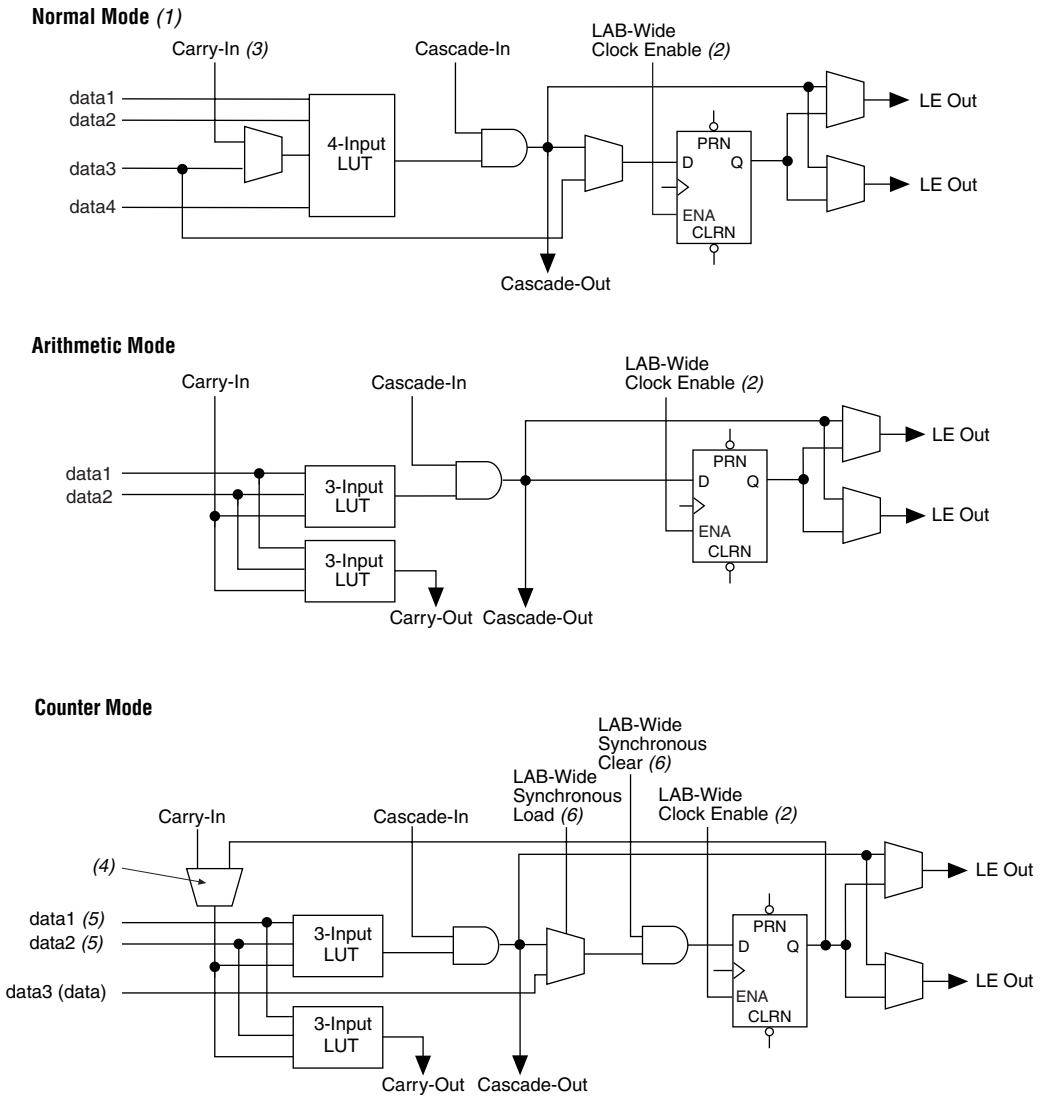 Normal Mode (1)
Carry-In (3)
Cascade-In
LAB-Wide
Clock Enable (2)
data1
data2
data3
data4
4-Input
LUT
PRN
D
Q
ENA
CLRN
LE Out
LE Out
Cascade-Out
Arithmetic Mode
Carry-In
Cascade-In
LAB-Wide
Clock Enable (2)
data1
data2
3-Input
LUT
3-Input
LUT
PRN
D
Q
ENA
CLRN
LE Out
LE Out
Carry-Out
Cascade-Out
Counter Mode
Carry-In
Cascade-In
LAB-Wide
Synchronous
Load (6)
LAB-Wide
Synchronous
Clear (6)
LAB-Wide
Clock Enable (2)
(4)
data1 (5)
data2 (5)
data3 (data)
3-Input
LUT
3-Input
LUT
PRN
D
Q
ENA
CLRN
LE Out
LE Out
Carry-Out
Cascade-Out